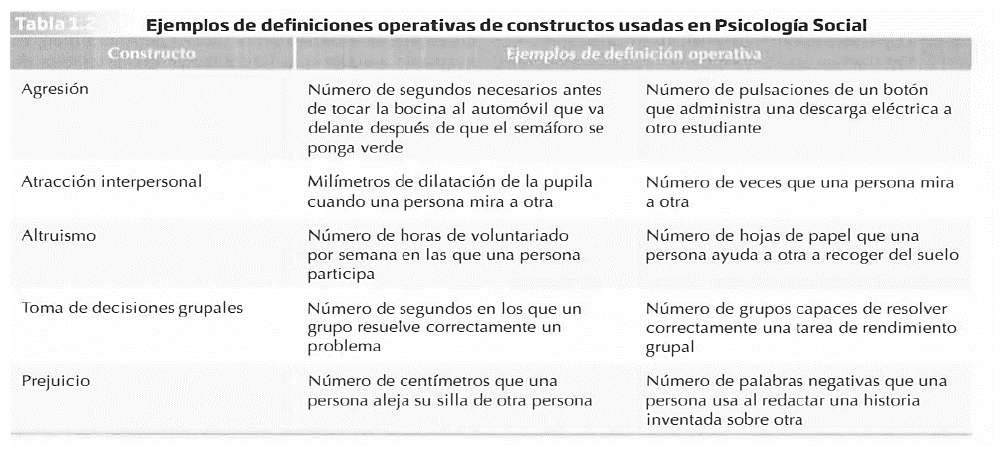 Tabla 1.2 Ejemplos de definiciones operativas de constructos usadas en Psicología Social
Constructo Ejemplos de definición operativa
Agresión
Número de segundos necesarios antes
de tocar la bocina al automóvil que va
delante después de que el semáforo se
ponga verde
Número de pulsaciones de un botón
que administra una descarga eléctrica a
otro estudiante
Atracción interpersonal
Milímetros de dilatación de la pupila
cuando una persona mira a otra
Número de veces que una persona mira
a otra
Altruismo
Número de horas de voluntariado
por semana en las que una persona
participa
Número de hojas de papel que una
persona ayuda a otra a recoger del suelo
Toma de decisiones grupales
Número de segundos en los que un
grupo resuelve correctamente un
problema
Número de grupos capaces de resolver
correctamente una tarea de rendimiento
grupal
Prejuicio
Número de centímetros que una
persona aleja su silla de otra persona
Número de palabras negativas que una
persona usa al redactar una historia
inventada sobre otra